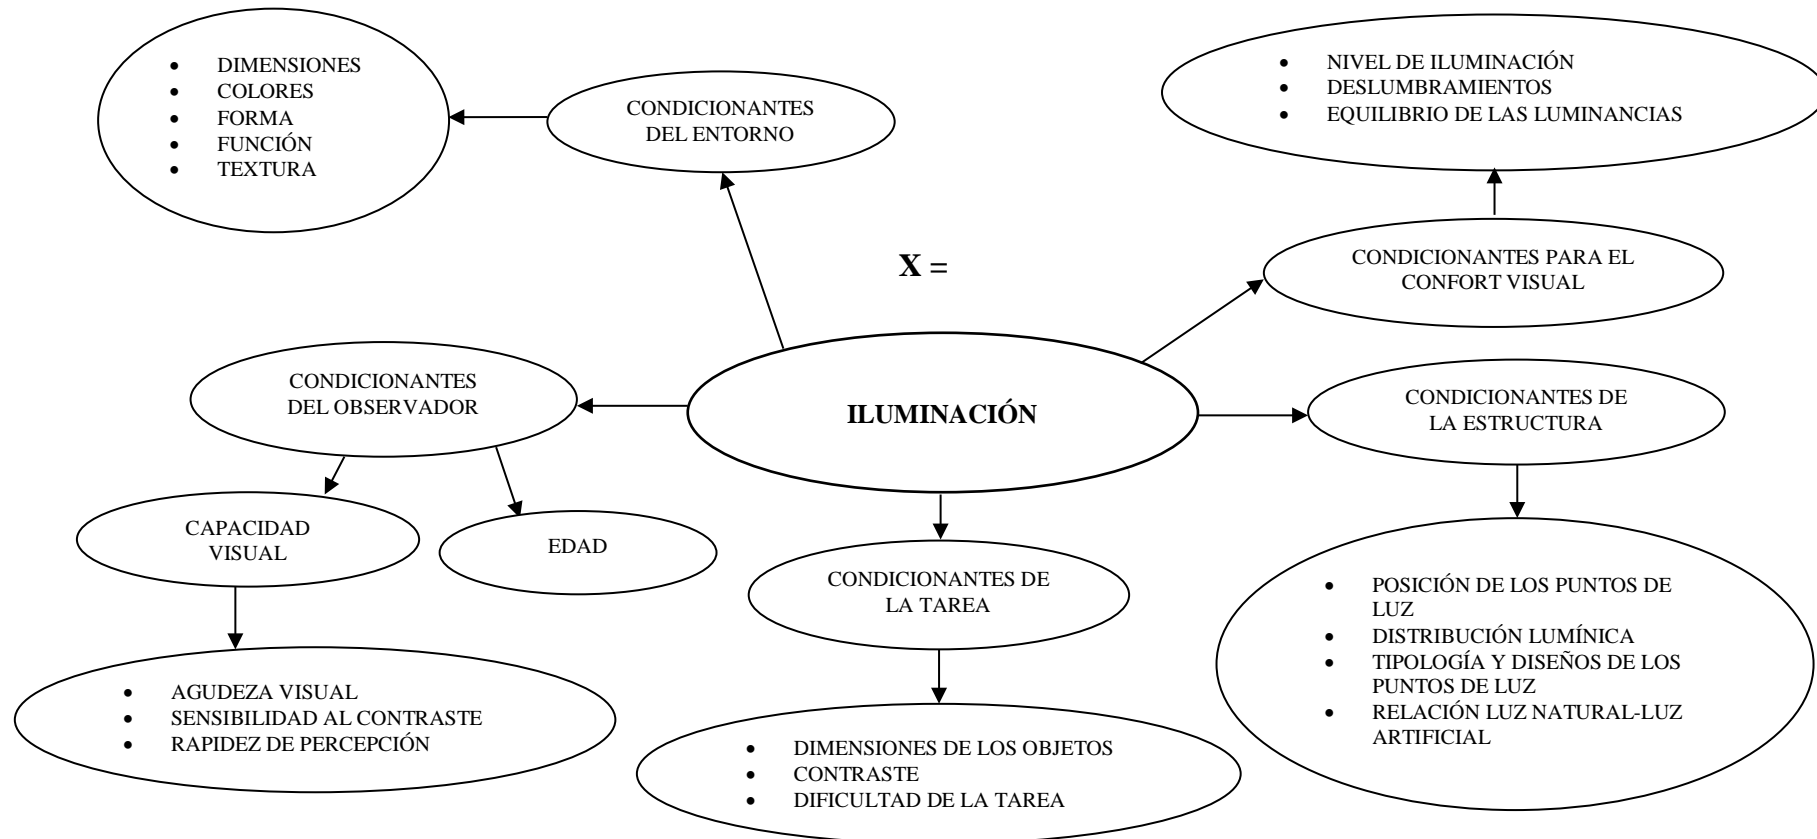 • DIMENSIONES
• COLORES
• FORMA
• FUNCIÓN
• TEXTURA
CONDICIONANTES
DEL ENTORNO
• NIVEL DE ILUMINACIÓN
• DESLUMBRAMIENTOS
• EQUILIBRIO DE LAS LUMINANCIAS
X =
CONDICIONANTES PARA EL
CONFORT VISUAL
CONDICIONANTES
DEL OBSERVADOR
ILUMINACIÓN
CONDICIONANTES DE
LA ESTRUCTURA
CAPACIDAD
VISUAL
EDAD
CONDICIONANTES DE
LA TAREA
• POSICIÓN DE LOS PUNTOS DE
LUZ
• DISTRIBUCIÓN LUMÍNICA
• TIPOLOGÍA Y DISEÑOS DE LOS
PUNTOS DE LUZ
• RELACIÓN LUZ NATURAL-LUZ
ARTIFICIAL
• AGUDEZA VISUAL
• SENSIBILIDAD AL CONTRASTE
• RAPIDEZ DE PERCEPCIÓN
• DIMENSIONES DE LOS OBJETOS
• CONTRASTE
• DIFICULTAD DE LA TAREA